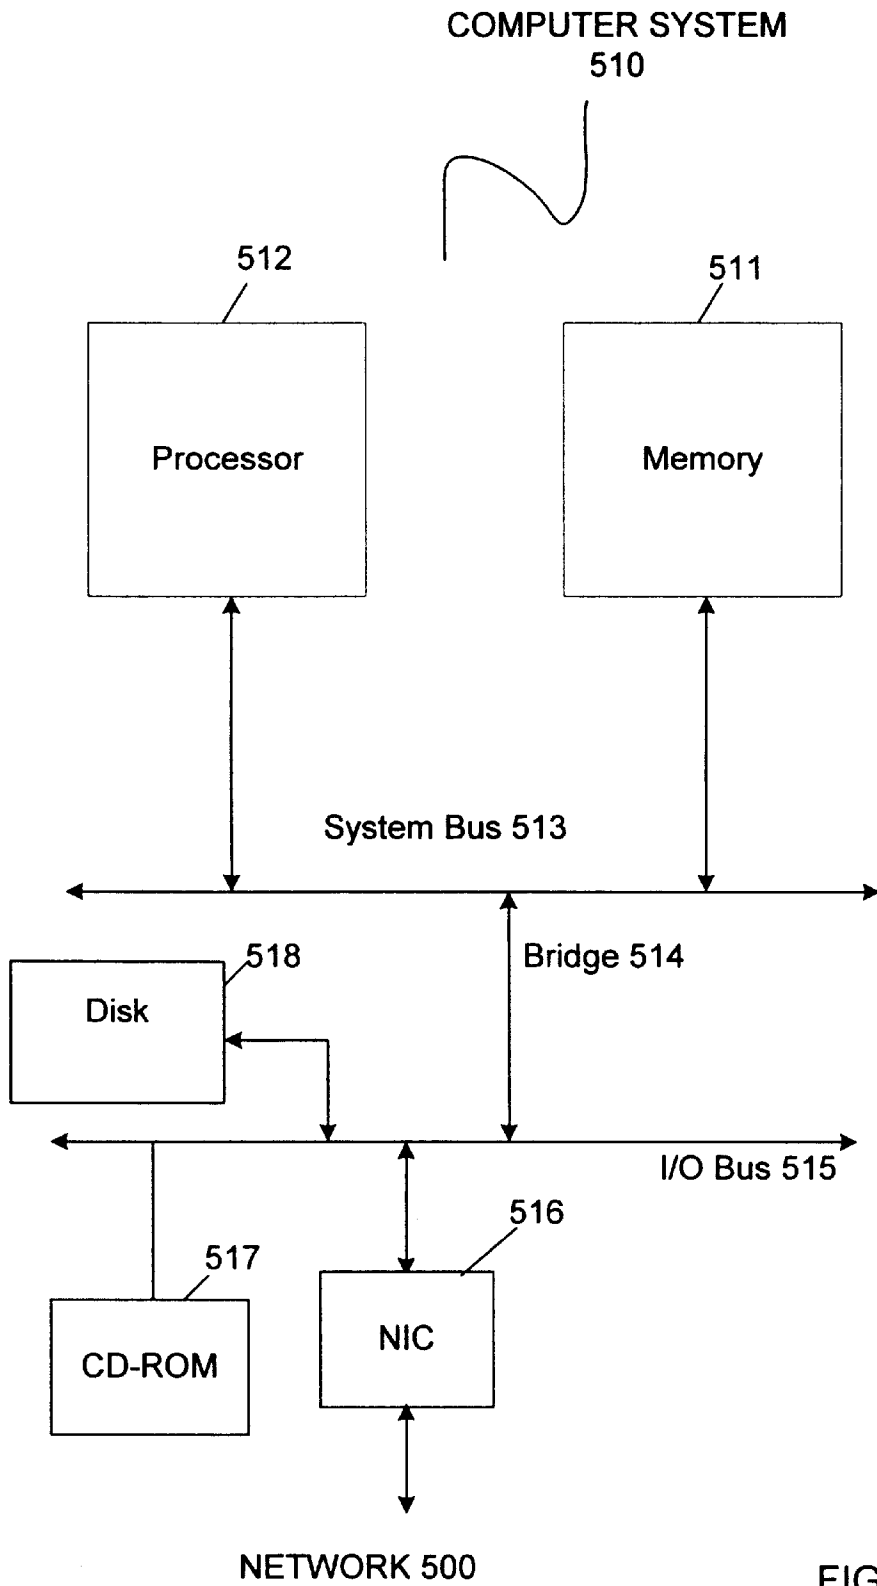 COMPUTER SYSTEM
510
512
511
Processor
Memory
System Bus 513
518
Bridge 514
Disk
I/O Bus 515
516
517
NIC
CD-ROM
NETWORK 500
FIG